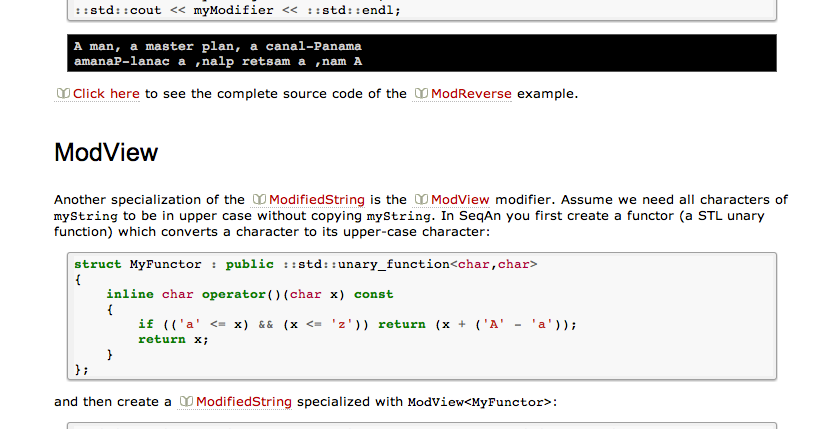 ::std::cout << myModifier << ::std::endl;
A man, a master plan, a canal-Panama
amanaP-lanac a ,nalp retsam a ,nam A
Click here to see the complete source code of the ModReverse example.
ModView
Another specialization of the ModifiedString is the ModView modifier. Assume we need all characters of
myString to be in upper case without copying myString. In SeqAn you first create a functor (a STL unary
function) which converts a character to its upper-case character:
struct MyFunctor : public ::std::unary_function<char,char>
{
    inline char operator()(char x) const
    {
        if (('a' <= x) && (x <= 'z')) return (x + ('A' - 'a'));
        return x;
    }
};
and then create a ModifiedString specialized with ModView<MyFunctor>: